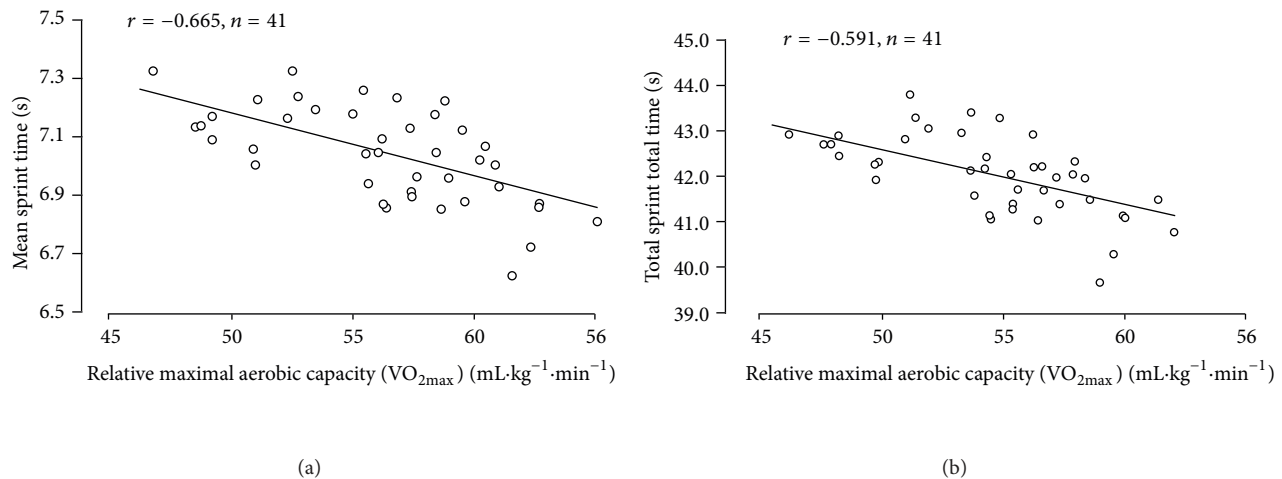 r = −0.665, n = 41
7.5
7.3
7.1
6.9
6.7
6.5
Mean sprint time (s)
45 50 55 60 56
Relative maximal aerobic capacity (VO2max) (mL·kg−1·min−1)
(a)
r = −0.591, n = 41
45.0
44.0
43.0
42.0
41.0
40.0
39.0
Total sprint total time (s)
45 50 55 60 56
Relative maximal aerobic capacity (VO2max) (mL·kg−1·min−1)
(b)